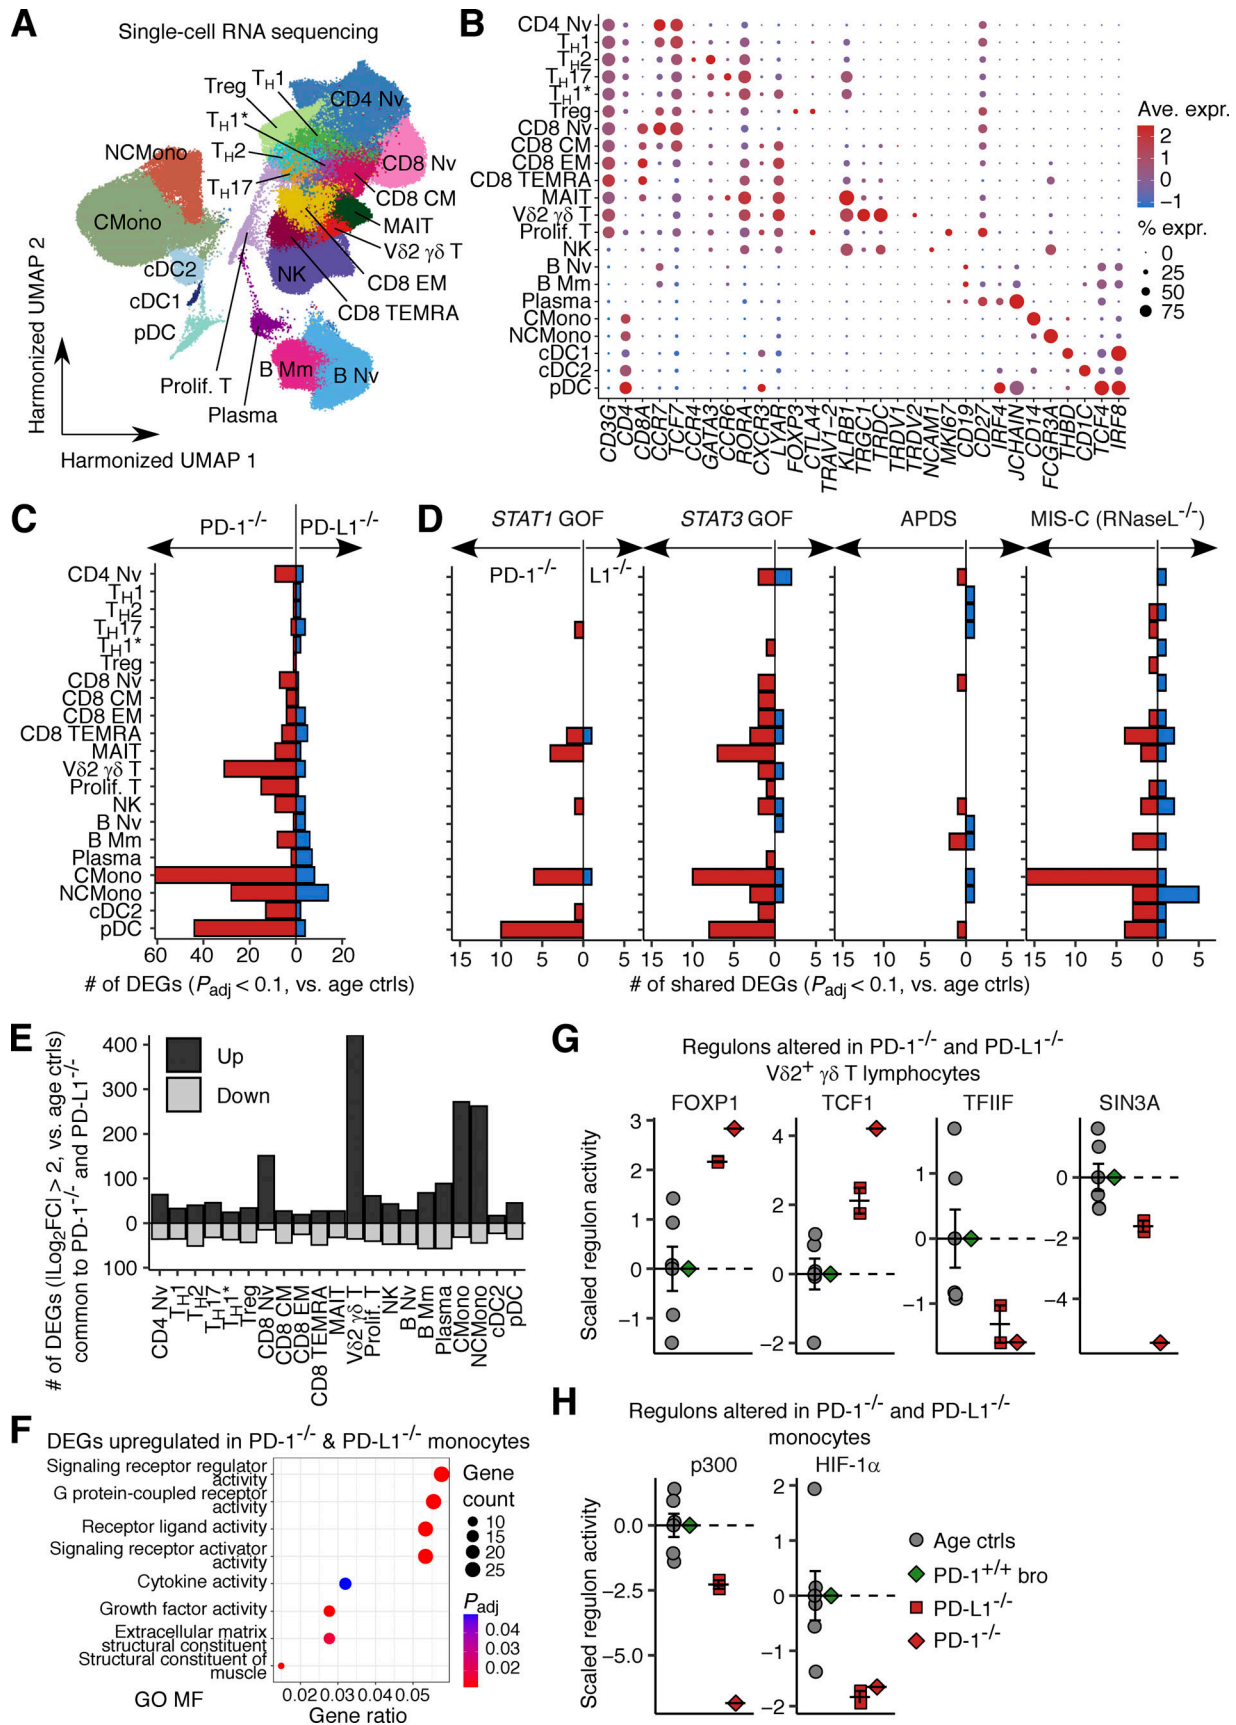 A
Single-cell RNA sequencing
Treg
TH1
CD4 Nv
TH1*
NCMono
TH2
CD8 Nv
TH17
CD8 CM
CMono
MAIT
Vδ2 γδ T
cDC2
NK
CD8 EM
cDC1
CD8 TEMRA
pDC
B Mm
B Nv
Prolif. T
Plasma
Harmonized UMAP 2
Harmonized UMAP 1
B
CD4 Nv
TH1
TH2
TH17
TH1*
Treg
CD8 Nv
CD8 CM
CD8 EM
CD8 TEMRA
MAIT
Vδ2 γδ T
Prolif. T
NK
B Nv
B Mm
Plasma
CMono
NCMono
cDC1
cDC2
pDC
CD3G
CD4
CD8A
CCR7
TCF7
CCR4
GATA3
CCR6
RORA
CXCR3
LYAR
FOXP3
CTLA4
TRAV1-2
KLRB1
TRGC1
TRDC
TRDV1
TRDV2
NCAM1
MKI67
CD19
CD27
IRF4
JCHAIN
CD14
FCGR3A
THBD
CD1C
TCF4
IRF8
Ave. expr.
2
1
0
−1
% expr.
0
25
50
75
C
PD-1-/-
PD-L1-/-
CD4 Nv
TH1
TH2
TH17
TH1*
Treg
CD8 Nv
CD8 CM
CD8 EM
CD8 TEMRA
MAIT
Vδ2 γδ T
Prolif. T
NK
B Nv
B Mm
Plasma
CMono
NCMono
cDC2
pDC
60 40 20 0 20
# of DEGs (Padj < 0.1, vs. age ctrls)
D
STAT1 GOF
STAT3 GOF
APDS
MIS-C (RNaseL-/-)
PD-1-/-
L1-/-
15 10 5 0 5
15 10 5 0 5
15 10 5 0 5
15 10 5 0 5
# of shared DEGs (Padj < 0.1, vs. age ctrls)
E
# of DEGs (|Log2FC| > 2, vs. age ctrls)
common to PD-1-/- and PD-L1-/-
400
300
200
100
0
100
Up
Down
CD4 Nv
TH1
TH2
TH17
TH1*
Treg
CD8 Nv
CD8 CM
CD8 EM
CD8 TEMRA
MAIT
Vδ2 γδ T
Prolif. T
NK
B Nv
B Mm
Plasma
CMono
NCMono
cDC2
pDC
F
DEGs upregulated in PD-1-/- & PD-L1-/- monocytes
Signaling receptor regulator
activity
G protein-coupled receptor
activity
Receptor ligand activity
Signaling receptor activator
activity
Cytokine activity
Growth factor activity
Extracellular matrix
structural constituent
Structural constituent of
muscle
GO MF
0.02 0.03 0.04 0.05
Gene ratio
Gene
count
10
15
20
25
Padj
0.04
0.03
0.02
G
Regulons altered in PD-1-/- and PD-L1-/-
Vδ2+ γδ T lymphocytes
FOXP1
TCF1
TFIIF
SIN3A
Scaled regulon activity
3
2
1
0
−1
4
2
0
−2
1
0
−1
0
−2
−4
H
Regulons altered in PD-1-/- and PD-L1-/-
monocytes
p300
HIF-1α
Scaled regulon activity
0.0
−2.5
−5.0
2
1
0
−1
−2
Age ctrls
PD-1+/+ bro
PD-L1-/-
PD-1-/-